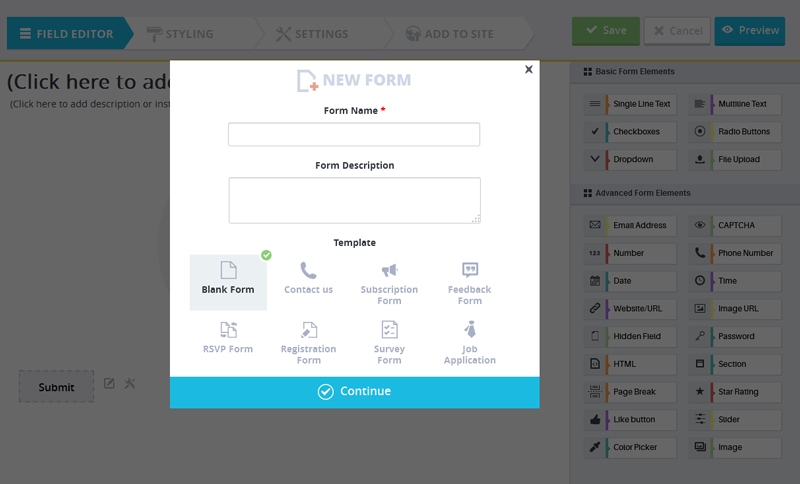 FIELD EDITOR
STYLING
SETTINGS
ADD TO SITE
Save
Cancel
Preview
(Click here to ad
(Click here to add description or inst
Submit
X
NEW FORM
Form Name *
Form Description
Template
Blank Form
Contact us
Subscription
Form
Feedback
Form
RSVP Form
Registration
Form
Survey
Form
Job
Application
Continue
Basic Form Elements
Single Line Text
Multiline Text
Checkboxes
Radio Buttons
Dropdown
File Upload
Advanced Form Elements
Email Address
CAPTCHA
123 Number
Phone Number
Date
Time
Website/URL
Image URL
Hidden Field
Password
HTML
Section
Page Break
Star Rating
Like button
Slider
Color Picker
Image